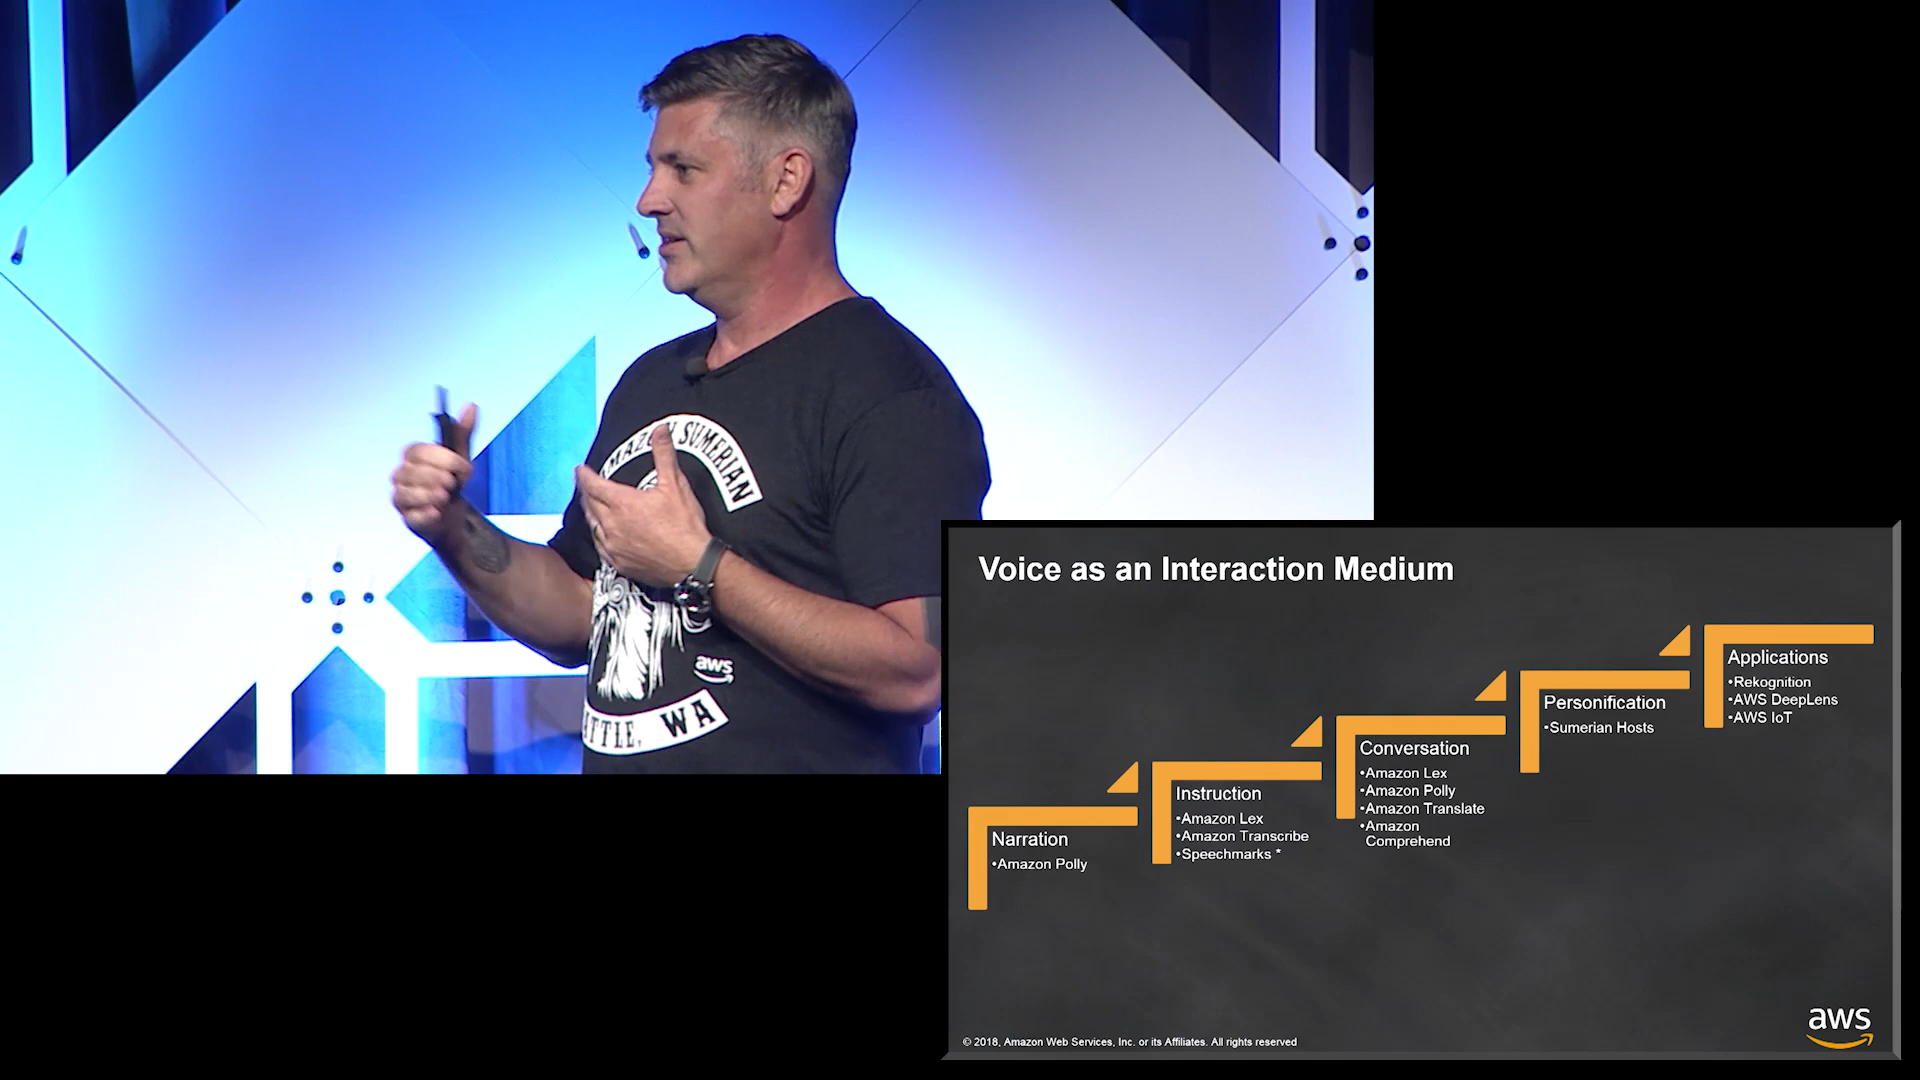 AMAZON SUMERIAN
aws
SEATTLE, WA
Voice as an Interaction Medium
Narration
•Amazon Polly
Instruction
•Amazon Lex
•Amazon Transcribe
•Speechmarks *
Conversation
•Amazon Lex
•Amazon Polly
•Amazon Translate
•Amazon
Comprehend
Personification
•Sumerian Hosts
Applications
•Rekognition
•AWS DeepLens
•AWS IoT
© 2018, Amazon Web Services, Inc. or its Affiliates. All rights reserved
aws